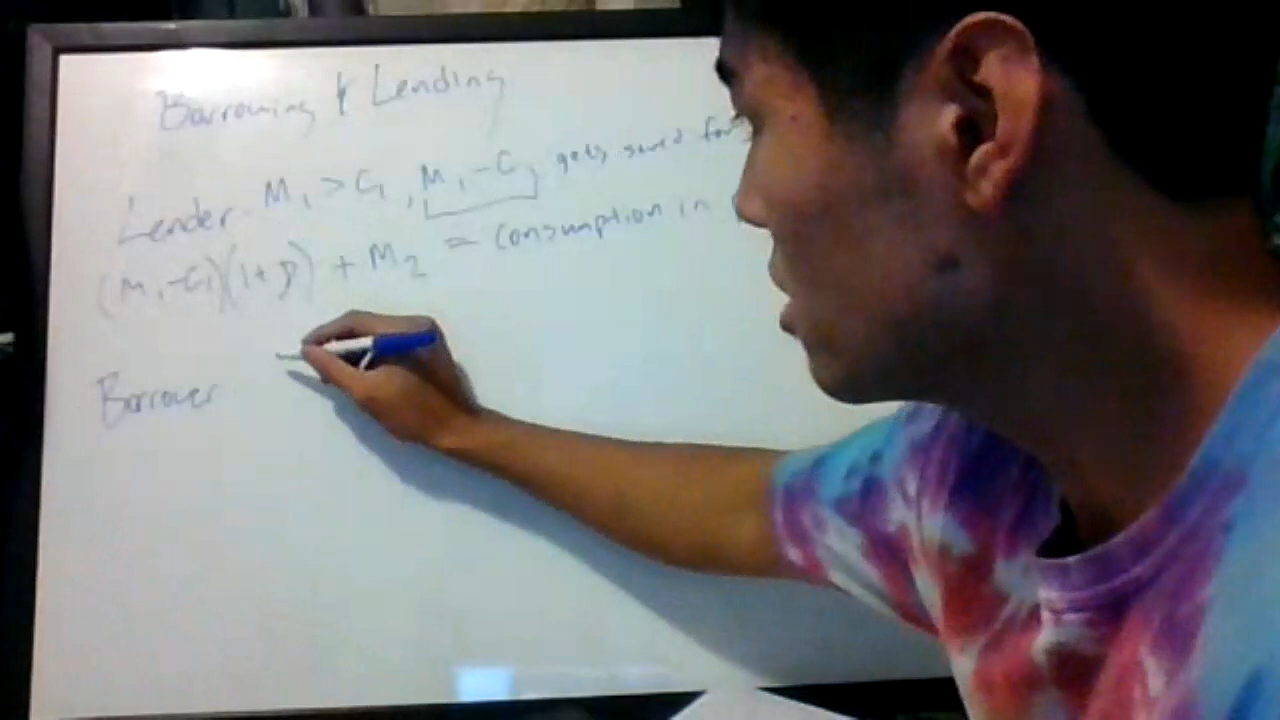 Borrowing & Lending
Lender. M₁ > C₁, M₁ - C₁ gets saved for
(M₁-C₁)(1+r) + M₂ = Consumption in
Borrower